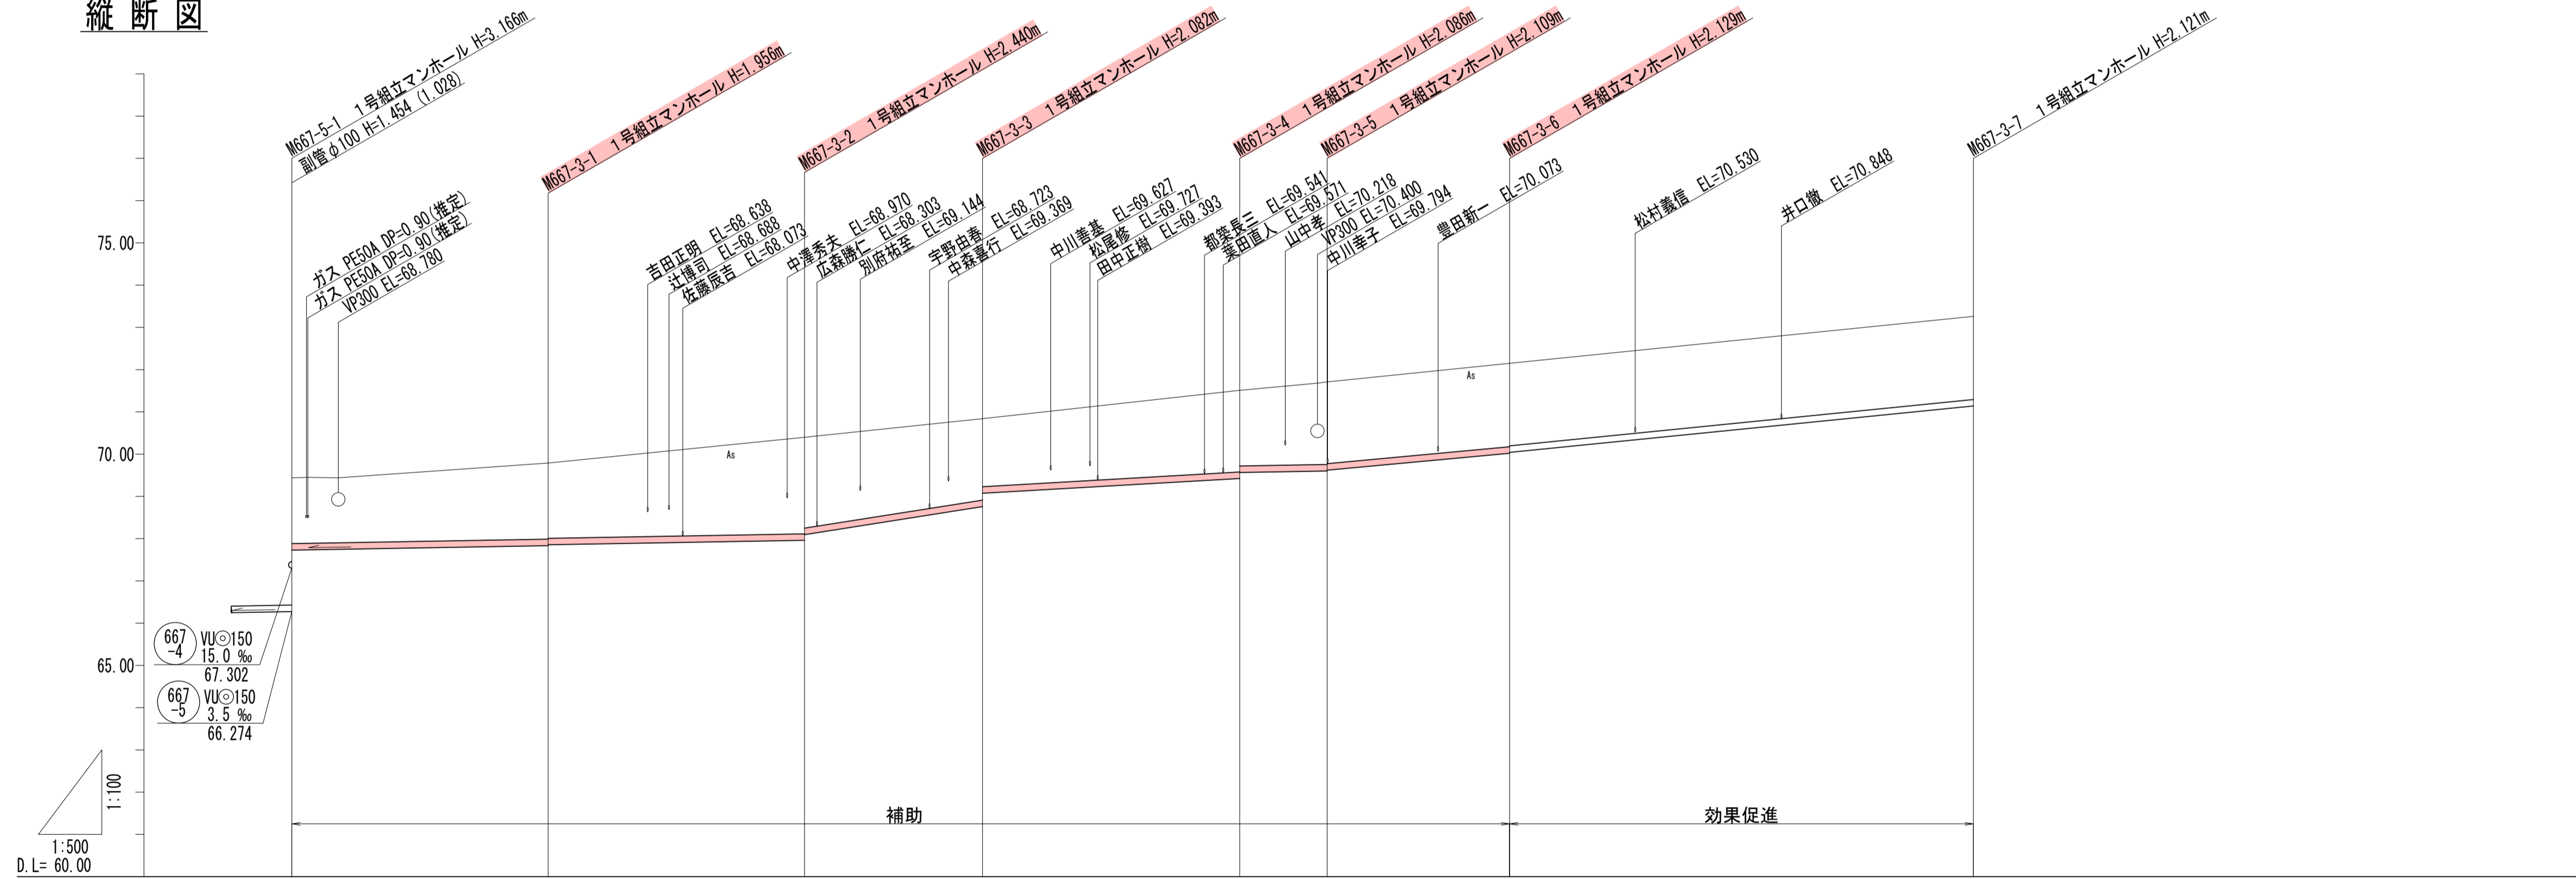 縦断図
M667-5-1　１号組立マンホール H=3.166m
副管φ100 H=1.454 (1.028)
M667-3-1　１号組立マンホール H=1.956m
M667-3-2　１号組立マンホール H=2.440m
M667-3-3　１号組立マンホール H=2.082m
M667-3-4　１号組立マンホール H=2.086m
M667-3-5　１号組立マンホール H=2.109m
M667-3-6　１号組立マンホール H=2.129m
M667-3-7　１号組立マンホール H=2.121m
ガス PE50A DP=0.90(推定)
ガス PE50A DP=0.90(推定)
VP300 EL=68.780
吉田正明　EL=68.638
辻博司　EL=68.688
佐藤辰吉　EL=68.073
中澤秀夫　EL=68.970
広森勝仁　EL=68.303
別府祐至　EL=69.144
宇野由春　EL=68.723
中森喜行　EL=69.369
中川善基　EL=69.627
松尾修　EL=69.727
田中正樹　EL=69.393
都築長三　EL=69.541
葉田直人　EL=69.571
山中孝　EL=70.218
VP300 EL=70.400
中川幸子　EL=69.794
豊田新一　EL=70.073
松村義信　EL=70.530
井口徹　EL=70.848
75.00
70.00
65.00
As
As
667
-4
VU◎150
15.0 ‰
67.302
667
-5
VU◎150
3.5 ‰
66.274
1:100
1:500
D.L= 60.00
補助
効果促進